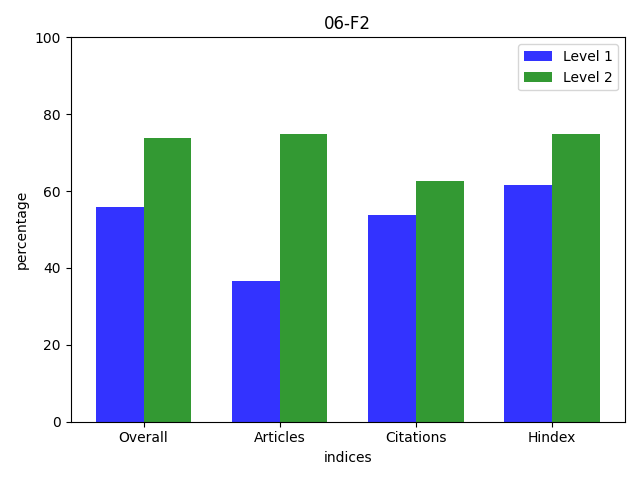 06-F2
100
Level 1
Level 2
80
60
40
20
0
percentage
Overall Articles Citations Hindex
indices